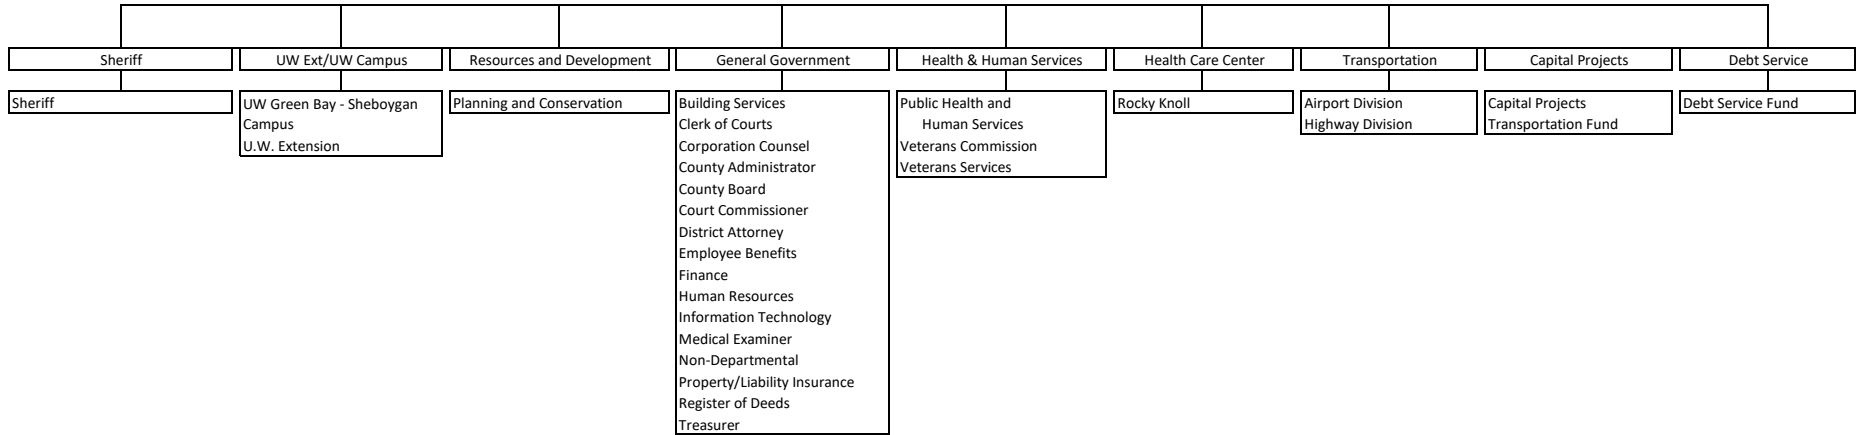 Sheriff
UW Ext/UW Campus
Resources and Development
General Government
Health & Human Services
Health Care Center
Transportation
Capital Projects
Debt Service
Sheriff
UW Green Bay - Sheboygan
Campus
U.W. Extension
Planning and Conservation
Building Services
Clerk of Courts
Corporation Counsel
County Administrator
County Board
Court Commissioner
District Attorney
Employee Benefits
Finance
Human Resources
Information Technology
Medical Examiner
Non-Departmental
Property/Liability Insurance
Register of Deeds
Treasurer
Public Health and
Human Services
Veterans Commission
Veterans Services
Rocky Knoll
Airport Division
Highway Division
Capital Projects
Transportation Fund
Debt Service Fund